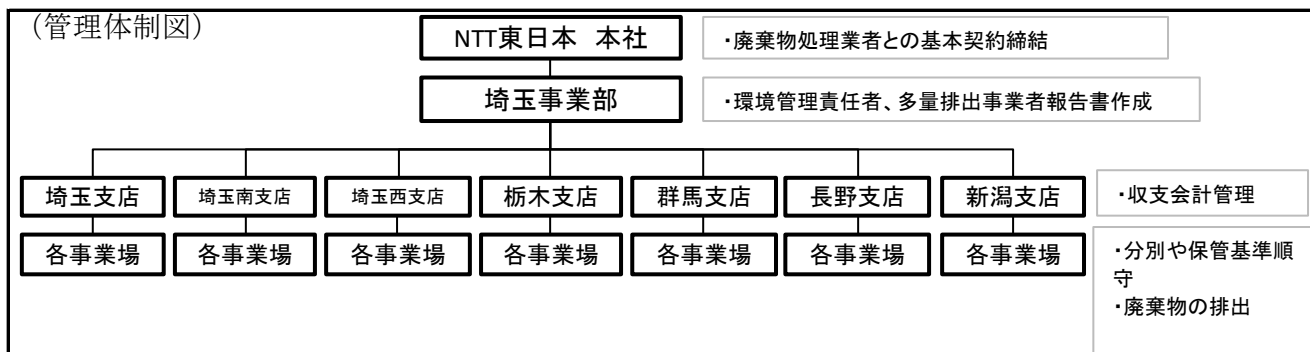 （管理体制図）
NTT東日本　本社
・廃棄物処理業者との基本契約締結
埼玉事業部
・環境管理責任者、多量排出事業者報告書作成
埼玉支店
埼玉南支店
埼玉西支店
栃木支店
群馬支店
長野支店
新潟支店
・収支会計管理
各事業場
各事業場
各事業場
各事業場
各事業場
各事業場
各事業場
・分別や保管基準順
守
・廃棄物の排出